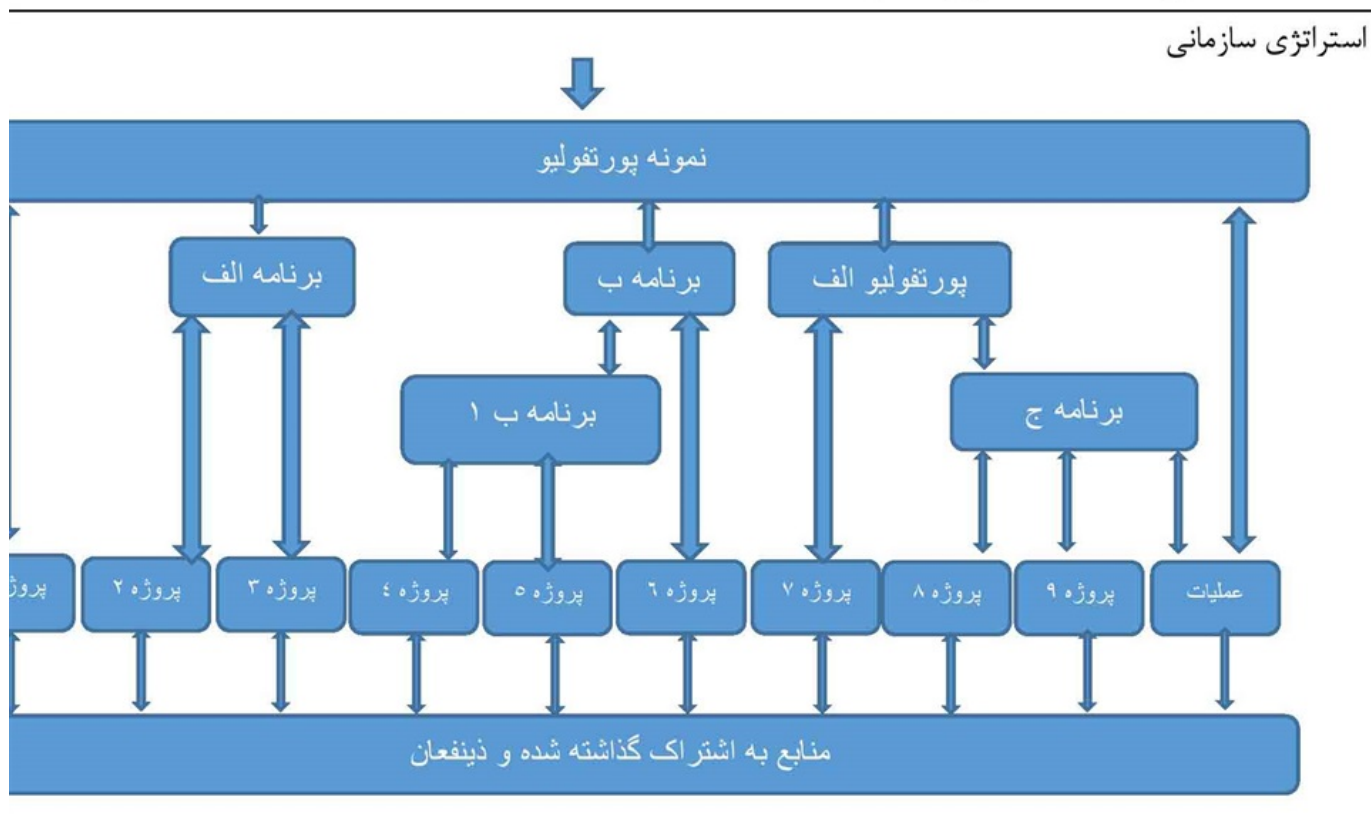 استراتژی سازمانی
نمونه پورتفولیو
پورتفولیو الف
برنامه ب
برنامه الف
برنامه ج
برنامه ب ۱
عملیات
پروژه ۹
پروژه ۸
پروژه ۷
پروژه ٦
پروژه ٥
پروژه ٤
پروژه ۳
پروژه ۲
منابع به اشتراک گذاشته شده و ذینفعان